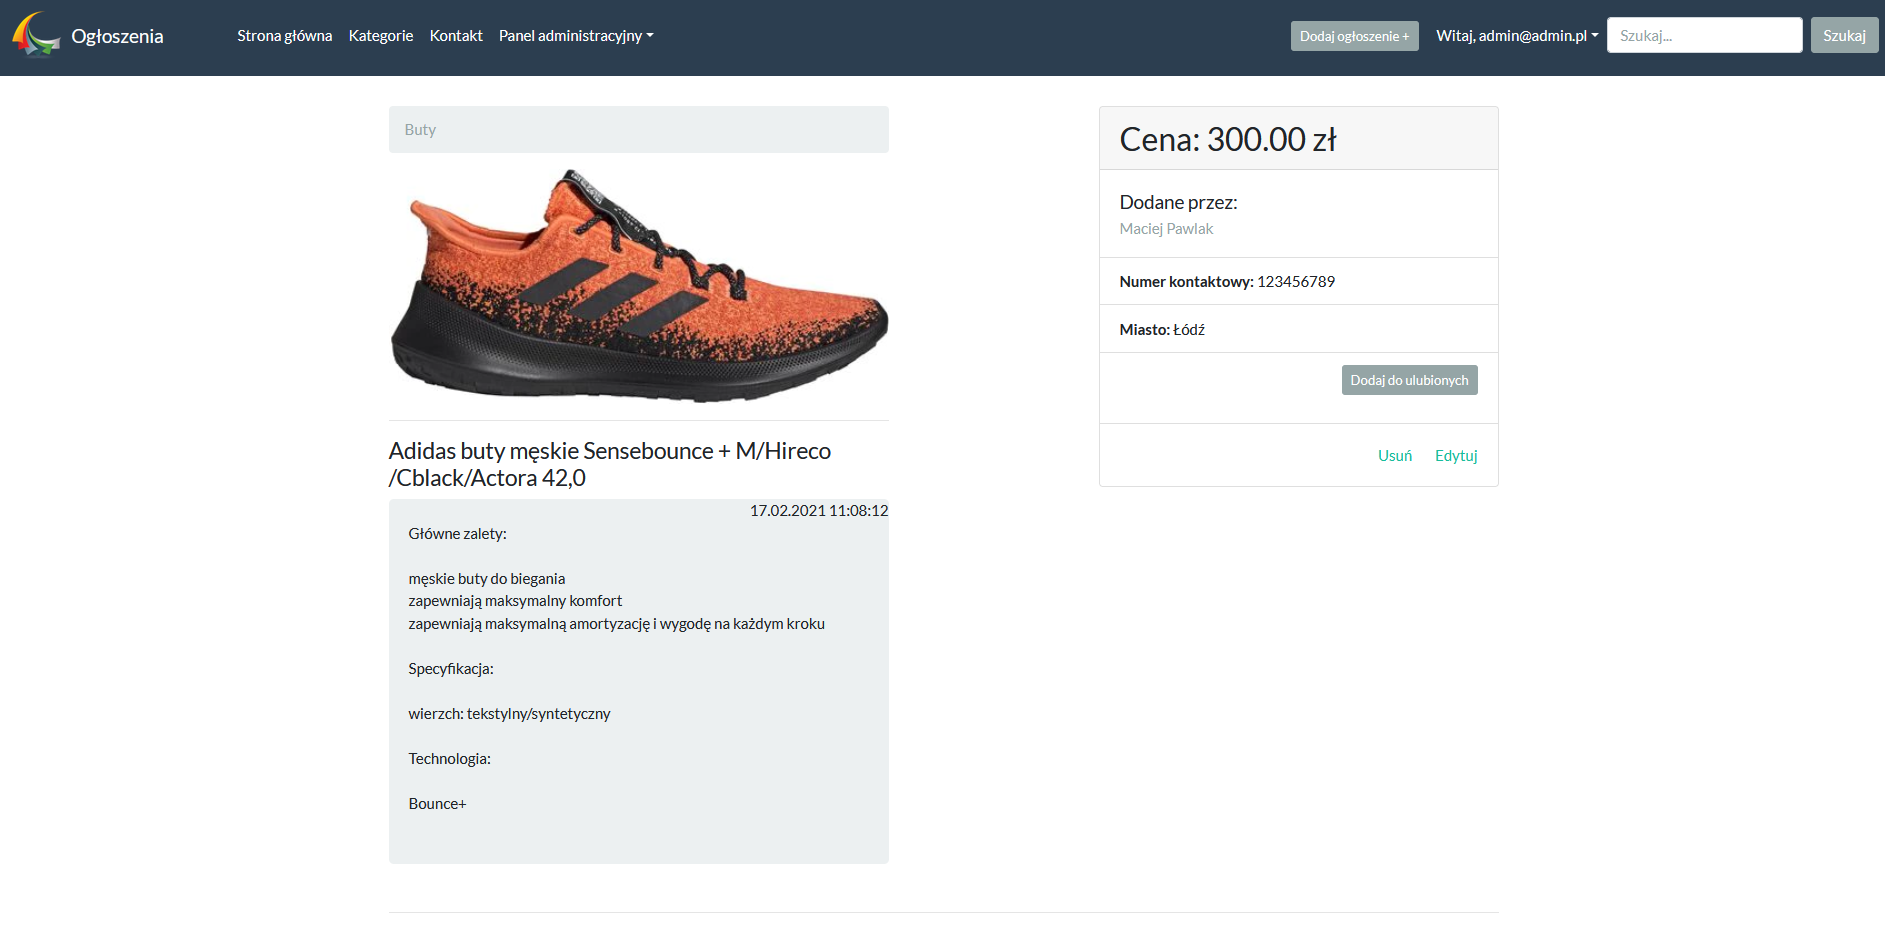 Ogłoszenia
Strona główna Kategorie Kontakt Panel administracyjny
Dodaj ogłoszenie + Witaj, admin@admin.pl Szukaj... Szukaj
Buty
Adidas buty męskie Sensebounce + M/Hireco
/Cblack/Actora 42,0
17.02.2021 11:08:12
Główne zalety:
męskie buty do biegania
zapewniają maksymalny komfort
zapewniają maksymalną amortyzację i wygodę na każdym kroku
Specyfikacja:
wierzch: tekstylny/syntetyczny
Technologia:
Bounce+
Cena: 300.00 zł
Dodane przez:
Maciej Pawlak
Numer kontaktowy: 123456789
Miasto: Łódź
Dodaj do ulubionych
Usuń Edytuj